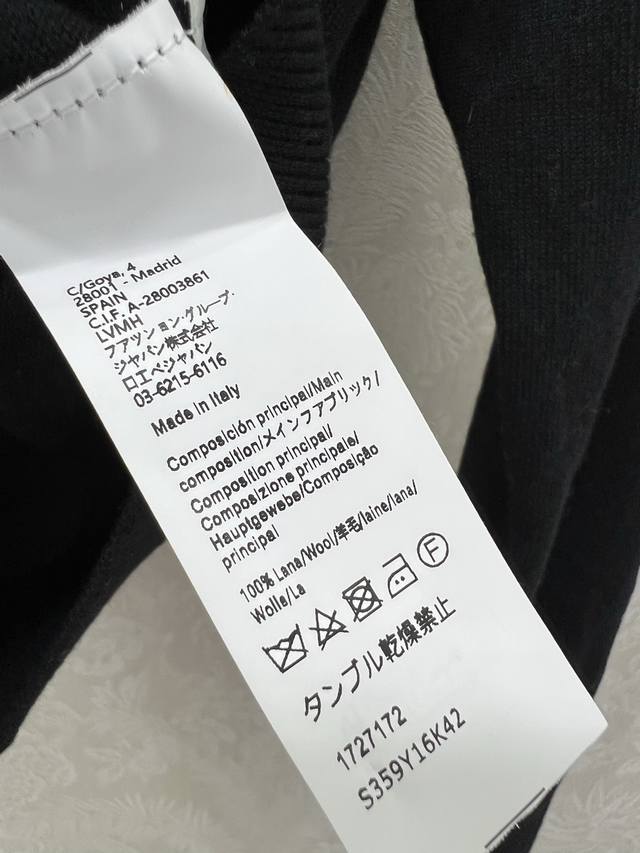 C/Goya, 4
28001 - Madrid
SPAIN
C.I.F. A-28003861
LVMH
ファッション・グループ・
ジャパン株式会社
ロエベジャパン
03-6215-6116
Made in Italy
Composición principal/Main
composition/メインファブリック/
Composition principal/
Composizione principale/
Hauptgewebe/Composição
principal
100% Lana/Wool/羊毛/laine/lana/
Wolle/La
F
タンブル乾燥禁止
1727172
S359Y16K42